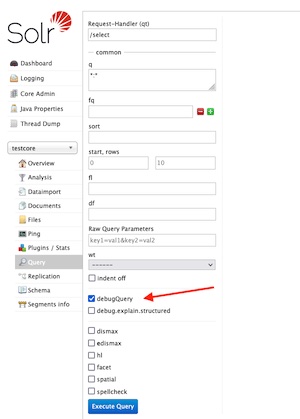 Solr
Dashboard
Logging
Core Admin
Java Properties
Thread Dump
testcore
Overview
Analysis
Dataimport
Documents
Files
Ping
Plugins / Stats
Query
Replication
Schema
Segments info
Request-Handler (qt)
/select
common
q
*:*
fq
sort
start, rows
0
10
fl
df
Raw Query Parameters
key1=val1&key2=val2
wt
------
indent off
debugQuery
debug.explain.structured
dismax
edismax
hl
facet
spatial
spellcheck
Execute Query